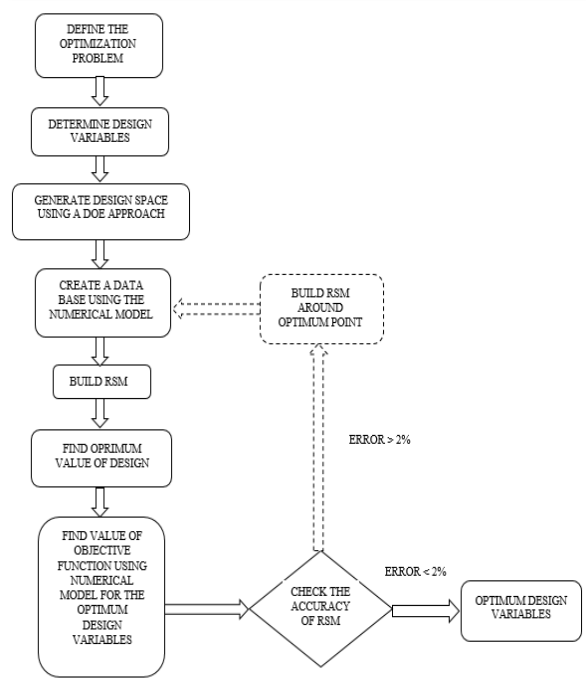 DEFINE THE
OPTIMIZATION
PROBLEM
DETERMINE DESIGN
VARIABLES
GENERATE DESIGN SPACE
USING A DOE APPROACH
CREATE A DATA
BASE USING THE
NUMERICAL MODEL
BUILD RSM
AROUND
OPTIMUM POINT
BUILD RSM
FIND OPRIMUM
VALUE OF DESIGN
ERROR > 2%
FIND VALUE OF
OBJECTIVE
FUNCTION USING
NUMERICAL
MODEL FOR THE
OPTIMUM
DESIGN
VARIABLES
CHECK THE
ACCURACY
OF RSM
ERROR < 2%
OPTIMUM DESIGN
VARIABLES